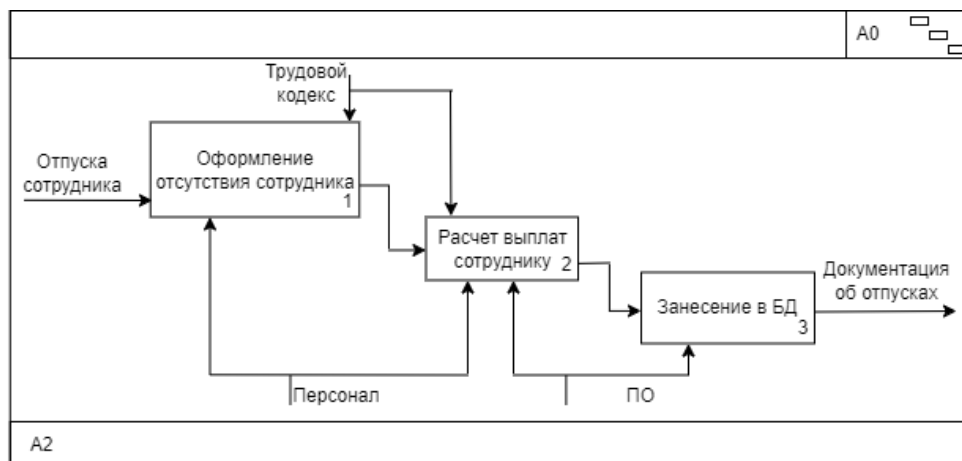 A0
Трудовой
кодекс
Отпуска
сотрудника
Оформление
отсутствия сотрудника
1
Расчет выплат
сотруднику
2
Занесение в БД
3
Документация
об отпусках
Персонал
ПО
A2